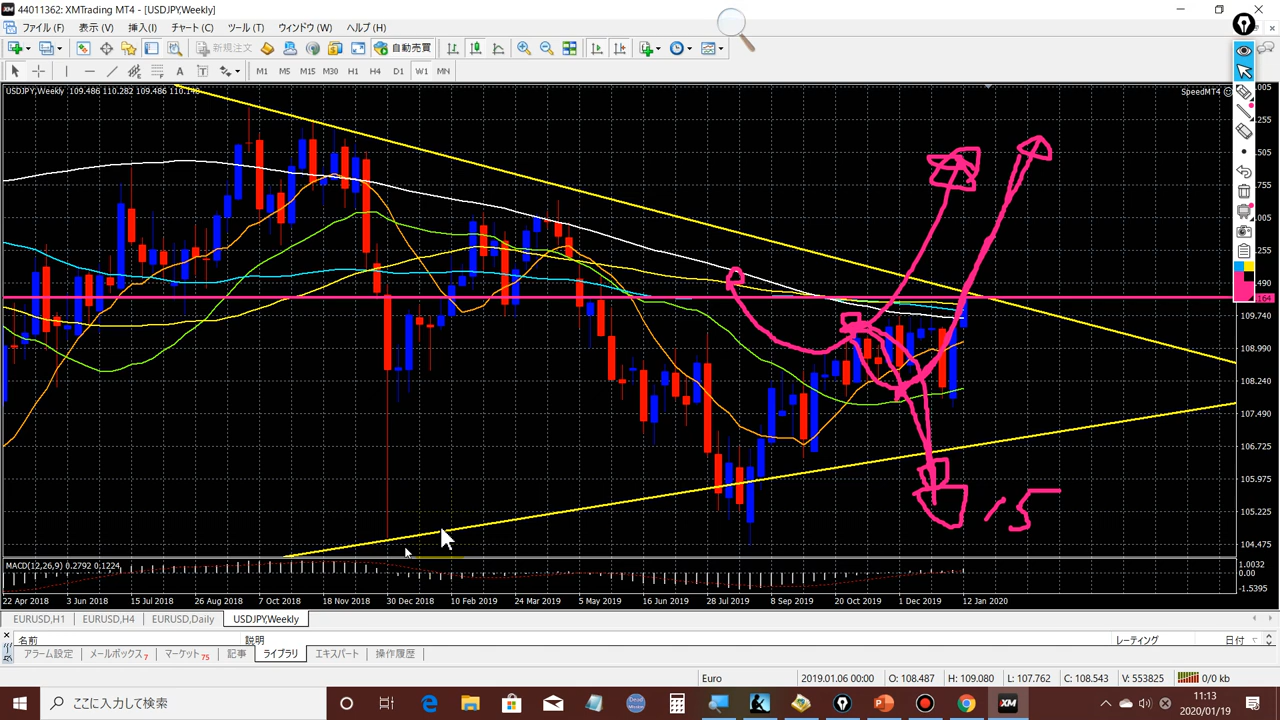 44011362: XMTrading MT4 - [USDJPY,Weekly]
ファイル (F) 表示 (V) 挿入(I) チャート (C) ツール (T) ウィンドウ (W) ヘルプ (H)
新規注文 自動売買
M1 M5 M15 M30 H1 H4 D1 W1 MN
USDJPY,Weekly 109.486 110.282 109.486 110.148
SpeedMT4
.005
.255
.505
.755
.005
.255
.490
.164
109.740
108.990
108.240
107.490
106.725
105.975
105.225
104.475
15
MACD(12,26,9) 0.2792 0.1224
1.0032
0.00
-1.5395
22 Apr 2018 3 Jun 2018 15 Jul 2018 26 Aug 2018 7 Oct 2018 18 Nov 2018 30 Dec 2018 10 Feb 2019 24 Mar 2019 5 May 2019 16 Jun 2019 28 Jul 2019 8 Sep 2019 20 Oct 2019 1 Dec 2019 12 Jan 2020
EURUSD,H1 EURUSD,H4 EURUSD,Daily USDJPY,Weekly
名前 説明 レーティング 日付
アラーム設定 メールボックス7 マーケット75 記事 ライブラリ エキスパート 操作履歴
Euro 2019.01.06 00:00 O: 108.487 H: 109.080 L: 107.762 C: 108.543 V: 553825 0/0 kb
ここに入力して検索
11:13
2020/01/19